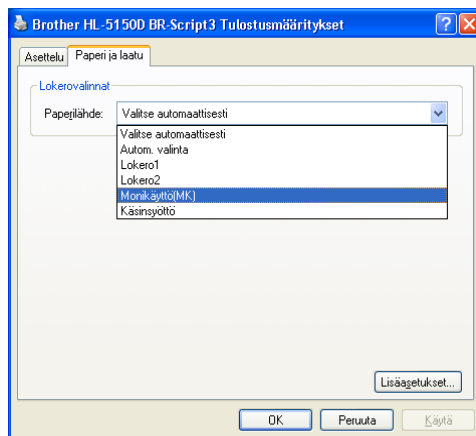 Brother HL-5150D BR-Script3 Tulostusmääritykset
Asettelu Paperi ja laatu
Lokerovalinnat
Paperilähde: Valitse automaattisesti
Valitse automaattisesti
Autom. valinta
Lokero1
Lokero2
Monikäyttö(MK)
Käsinsyöttö
Lisäasetukset...
OK Peruuta Käytä